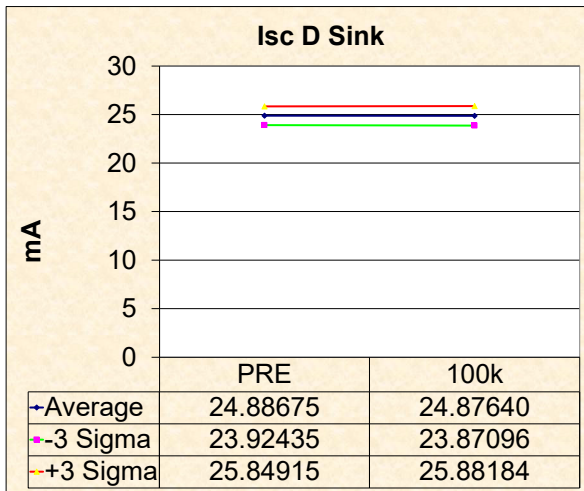 Isc D Sink
30
25
20
15
10
5
0
mA
PRE 100k
Average 24.88675 24.87640
-3 Sigma 23.92435 23.87096
+3 Sigma 25.84915 25.88184